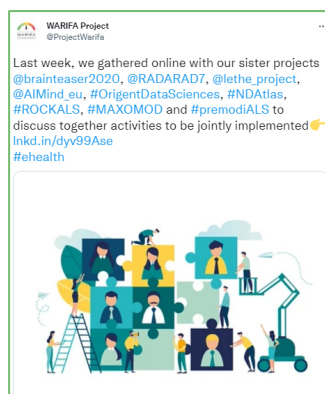 WARIFA Project
@ProjectWarifa
Last week, we gathered online with our sister projects
@brainteaser2020, @RADARAD7, @lethe_project,
@AIMind_eu, #OrigentDataSciences, #NDAtlas,
#ROCKALS, #MAXOMOD and #premodiALS to
discuss together activities to be jointly implemented👉
lnkd.in/dyv99Ase
#ehealth